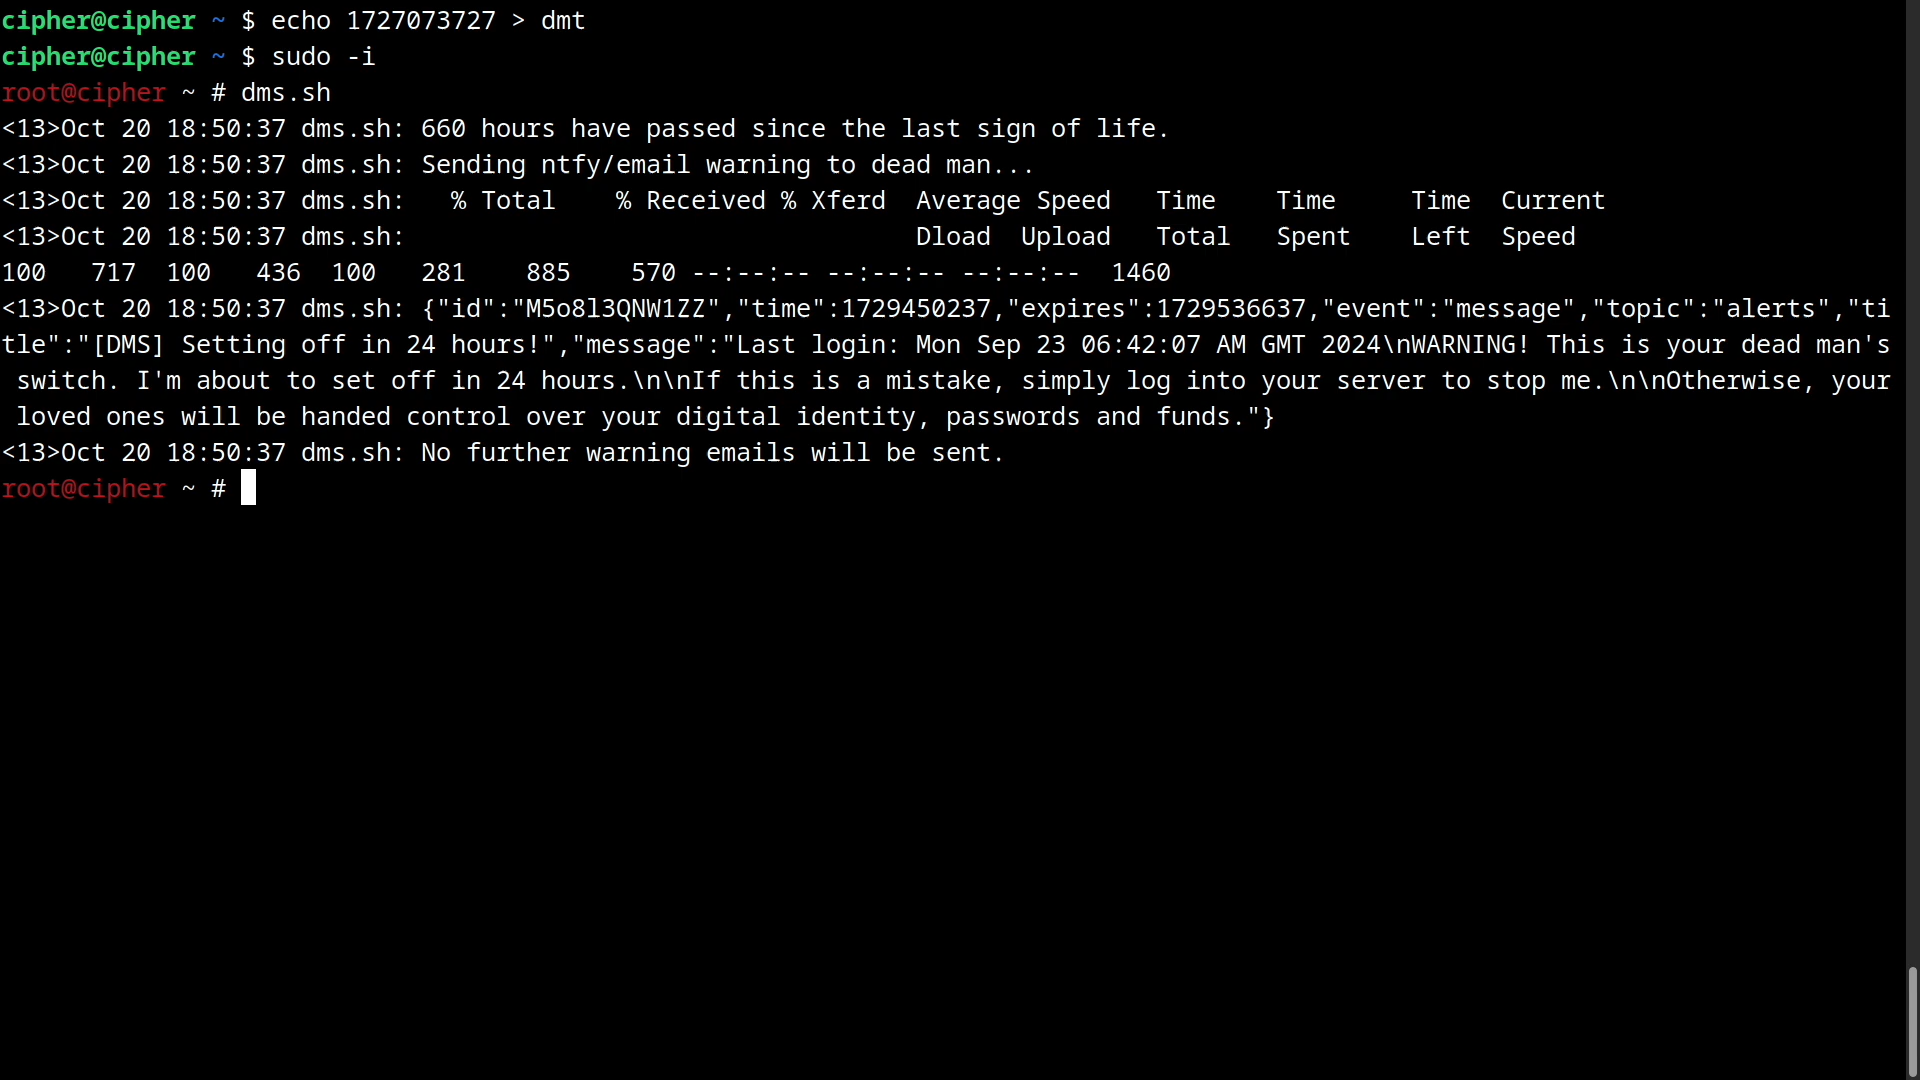 cipher@cipher ~ $ echo 1727073727 > dmt
cipher@cipher ~ $ sudo -i
root@cipher ~ # dms.sh
<13>Oct 20 18:50:37 dms.sh: 660 hours have passed since the last sign of life.
<13>Oct 20 18:50:37 dms.sh: Sending ntfy/email warning to dead man...
<13>Oct 20 18:50:37 dms.sh:   % Total    % Received % Xferd  Average Speed   Time    Time     Time  Current
<13>Oct 20 18:50:37 dms.sh:                                  Dload  Upload   Total   Spent    Left  Speed
100   717  100   436  100   281    885    570 --:--:-- --:--:-- --:--:--  1460
<13>Oct 20 18:50:37 dms.sh: {"id":"M5o8l3QNW1ZZ","time":1729450237,"expires":1729536637,"event":"message","topic":"alerts","ti
tle":"[DMS] Setting off in 24 hours!","message":"Last login: Mon Sep 23 06:42:07 AM GMT 2024\nWARNING! This is your dead man's
 switch. I'm about to set off in 24 hours.\n\nIf this is a mistake, simply log into your server to stop me.\n\nOtherwise, your
 loved ones will be handed control over your digital identity, passwords and funds."}
<13>Oct 20 18:50:37 dms.sh: No further warning emails will be sent.
root@cipher ~ #